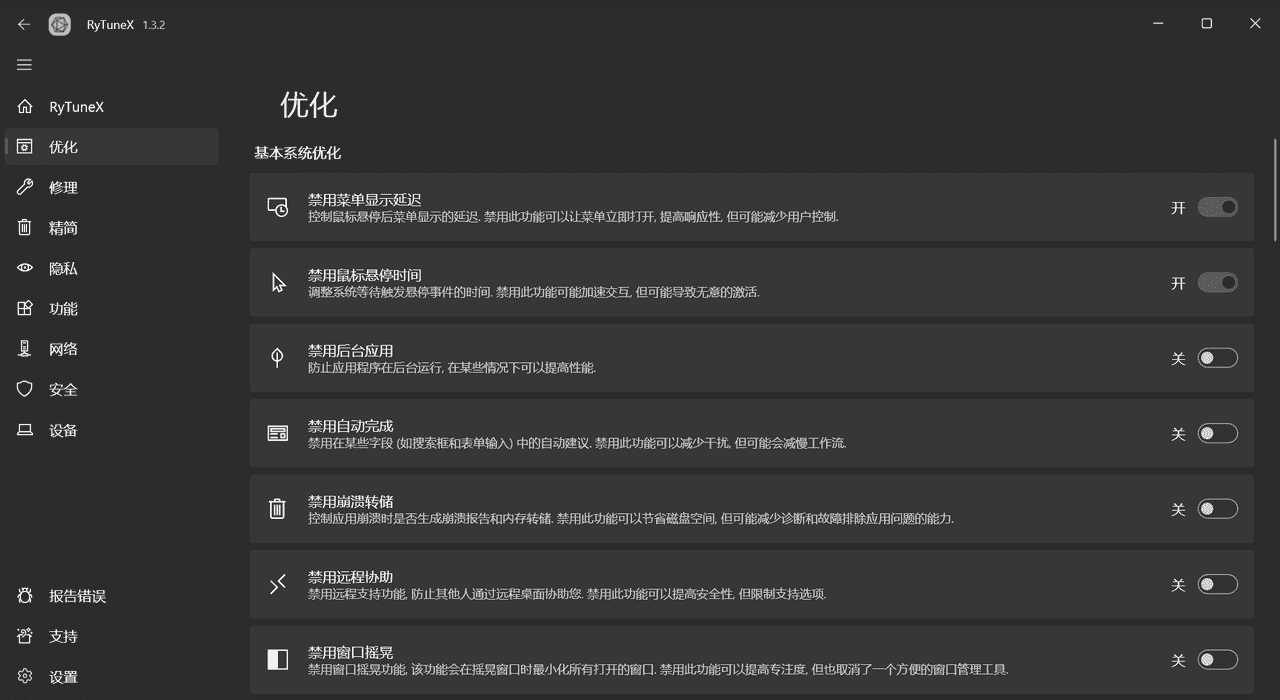 RyTuneX 1.3.2
RyTuneX
优化
修理
精简
隐私
功能
网络
安全
设备
报告错误
支持
设置
优化
基本系统优化
禁用菜单显示延迟
控制鼠标悬停后菜单显示的延迟. 禁用此功能可以让菜单立即打开, 提高响应性, 但可能减少用户控制.
开
禁用鼠标悬停时间
调整系统等待触发悬停事件的时间. 禁用此功能可能加速交互, 但可能导致无意的激活.
开
禁用后台应用
防止应用程序在后台运行, 在某些情况下可以提高性能.
关
禁用自动完成
禁用在某些字段 (如搜索框和表单输入) 中的自动建议. 禁用此功能可以减少干扰, 但可能会减慢工作流.
关
禁用崩溃转储
控制应用崩溃时是否生成崩溃报告和内存转储. 禁用此功能可以节省磁盘空间, 但可能减少诊断和故障排除应用问题的能力.
关
禁用远程协助
禁用远程支持功能, 防止其他人通过远程桌面协助您. 禁用此功能可以提高安全性, 但限制支持选项.
关
禁用窗口摇晃
禁用窗口摇晃功能, 该功能会在摇晃窗口时最小化所有打开的窗口. 禁用此功能可以提高专注度, 但也取消了一个方便的窗口管理工具.
关